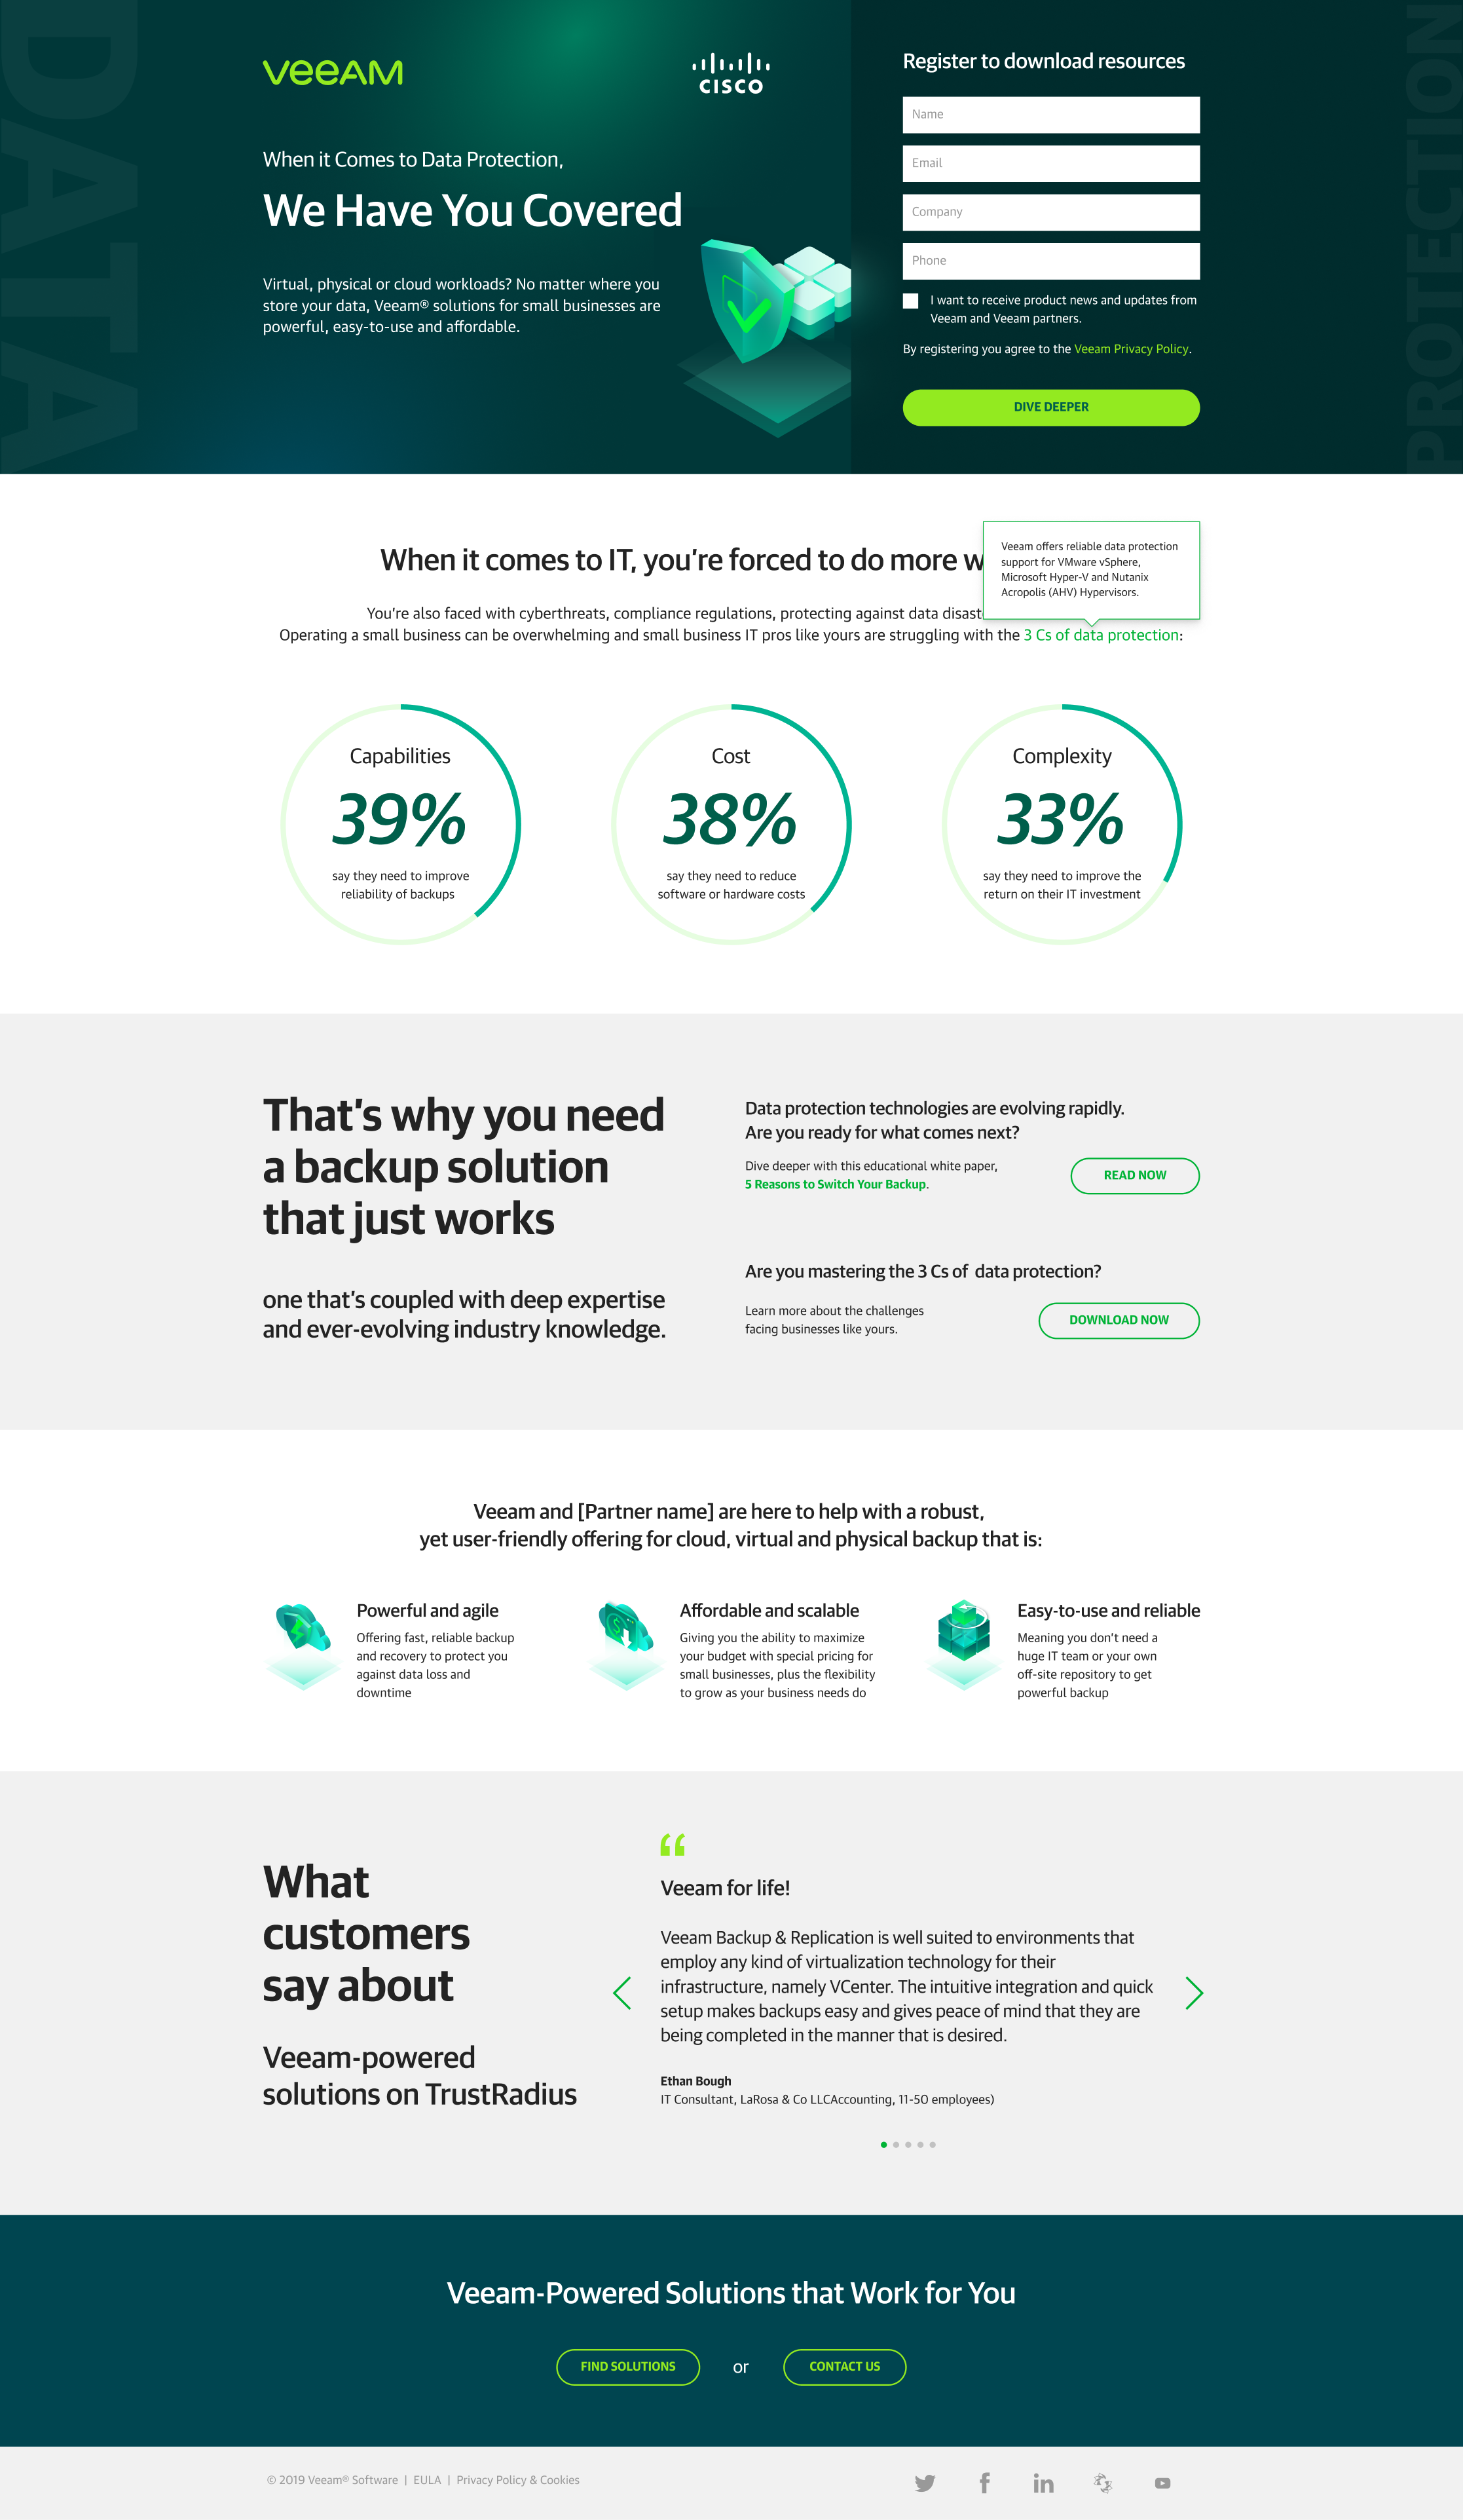 DATA
PROTECTION
VeeAM
CISCO
When it Comes to Data Protection,
We Have You Covered
Virtual, physical or cloud workloads? No matter where you
store your data, Veeam® solutions for small businesses are
powerful, easy-to-use and affordable.
Register to download resources
Name
Email
Company
Phone
I want to receive product news and updates from
Veeam and Veeam partners.
By registering you agree to the Veeam Privacy Policy.
DIVE DEEPER
When it comes to IT, you’re forced to do more
Veeam offers reliable data protection
support for VMware vSphere,
Microsoft Hyper-V and Nutanix
Acropolis (AHV) Hypervisors.
You’re also faced with cyberthreats, compliance regulations, protecting against data
Operating a small business can be overwhelming and small business IT pros like yours are struggling with the 3 Cs of data protection:
Capabilities
39%
say they need to improve
reliability of backups
Cost
38%
say they need to reduce
software or hardware costs
Complexity
33%
say they need to improve the
return on their IT investment
That’s why you need
a backup solution
that just works
one that’s coupled with deep expertise
and ever-evolving industry knowledge.
Data protection technologies are evolving rapidly.
Are you ready for what comes next?
Dive deeper with this educational white paper,
5 Reasons to Switch Your Backup.
READ NOW
Are you mastering the 3 Cs of data protection?
Learn more about the challenges
facing businesses like yours.
DOWNLOAD NOW
Veeam and [Partner name] are here to help with a robust,
yet user-friendly offering for cloud, virtual and physical backup that is:
Powerful and agile
Offering fast, reliable backup
and recovery to protect you
against data loss and
downtime
Affordable and scalable
Giving you the ability to maximize
your budget with special pricing for
small businesses, plus the flexibility
to grow as your business needs do
Easy-to-use and reliable
Meaning you don’t need a
huge IT team or your own
off-site repository to get
powerful backup
What
customers
say about
Veeam-powered
solutions on TrustRadius
“
Veeam for life!
Veeam Backup & Replication is well suited to environments that
employ any kind of virtualization technology for their
infrastructure, namely VCenter. The intuitive integration and quick
setup makes backups easy and gives peace of mind that they are
being completed in the manner that is desired.
Ethan Bough
IT Consultant, LaRosa & Co LLCAccounting, 11-50 employees)
Veeam-Powered Solutions that Work for You
FIND SOLUTIONS
or
CONTACT US
© 2019 Veeam® Software | EULA | Privacy Policy & Cookies